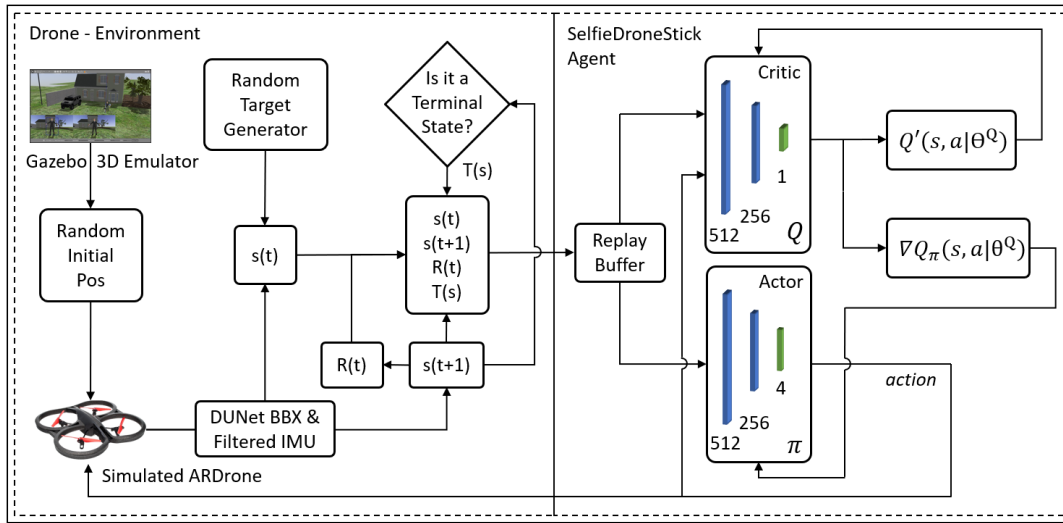 Drone - Environment
Gazebo 3D Emulator
Random
Initial
Pos
Simulated ARDrone
Random
Target
Generator
s(t)
DUNet BBX &
Filtered IMU
Is it a
Terminal
State?
T(s)
s(t)
s(t+1)
R(t)
T(s)
R(t)
s(t+1)
SelfieDroneStick
Agent
Replay
Buffer
Critic
512
256
1
Q
Actor
512
256
4
π
Q′(s, a|Θ^Q)
∇Q_π(s, a|θ^Q)
action